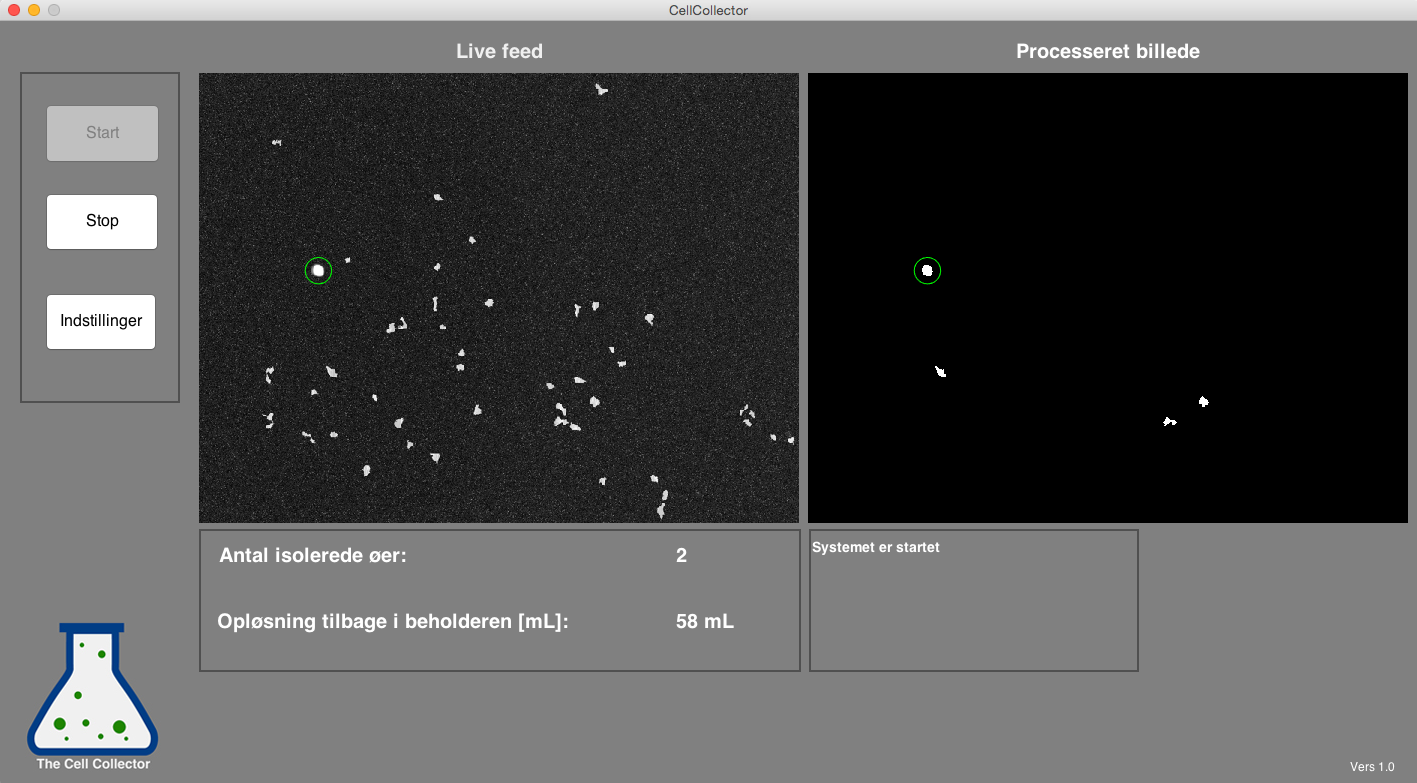 CellCollector
Live feed
Processeret billede
Start
Stop
Indstillinger
Antal isolerede øer: 2
Opløsning tilbage i beholderen [mL]: 58 mL
Systemet er startet
The Cell Collector
Vers 1.0